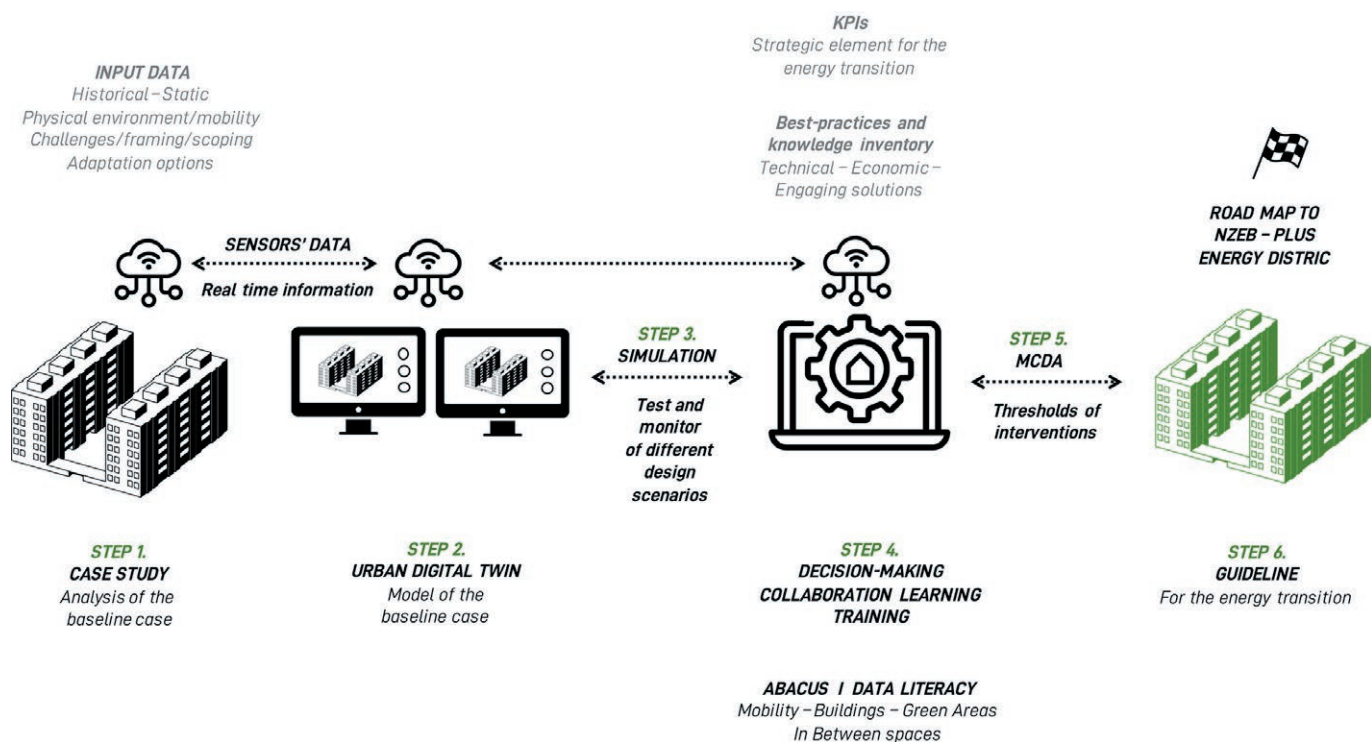 INPUT DATA
Historical – Static
Physical environment/mobility
Challenges/framing/scoping
Adaptation options
KPIs
Strategic element for the
energy transition
Best-practices and
knowledge inventory
Technical – Economic –
Engaging solutions
ROAD MAP TO
NZEB – PLUS
ENERGY DISTRIC
SENSORS' DATA
Real time information
STEP 3.
SIMULATION
Test and
monitor
of different
design
scenarios
STEP 5.
MCDA
Thresholds of
interventions
STEP 1.
CASE STUDY
Analysis of the
baseline case
STEP 2.
URBAN DIGITAL TWIN
Model of the
baseline case
STEP 4.
DECISION-MAKING
COLLABORATION LEARNING
TRAINING
STEP 6.
GUIDELINE
For the energy transition
ABACUS I DATA LITERACY
Mobility – Buildings – Green Areas
In Between spaces